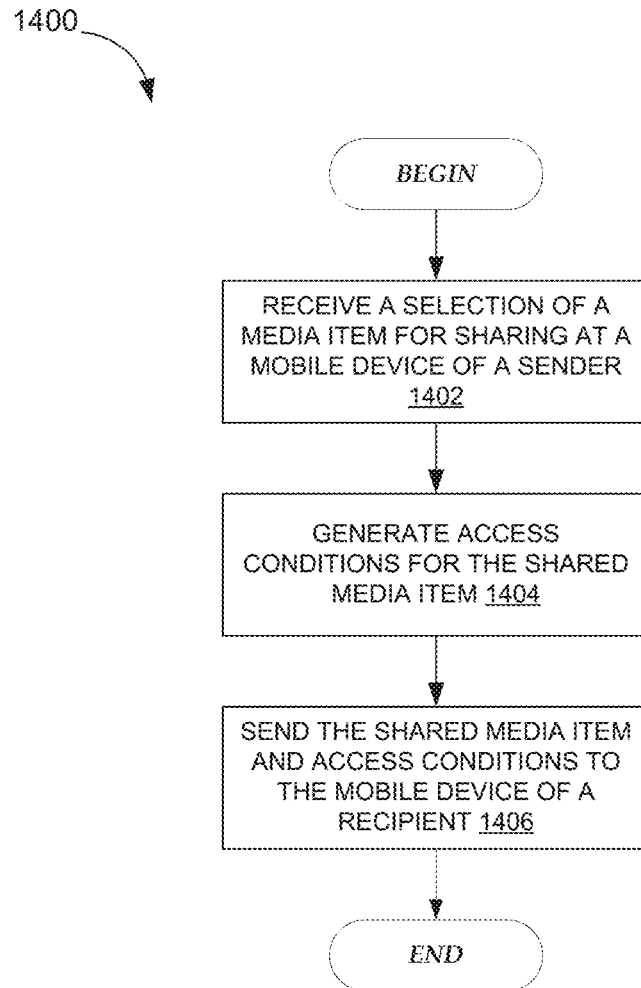 1400
BEGIN
RECEIVE A SELECTION OF A
MEDIA ITEM FOR SHARING AT A
MOBILE DEVICE OF A SENDER
1402
GENERATE ACCESS
CONDITIONS FOR THE SHARED
MEDIA ITEM 1404
SEND THE SHARED MEDIA ITEM
AND ACCESS CONDITIONS TO
THE MOBILE DEVICE OF A
RECIPIENT 1406
END